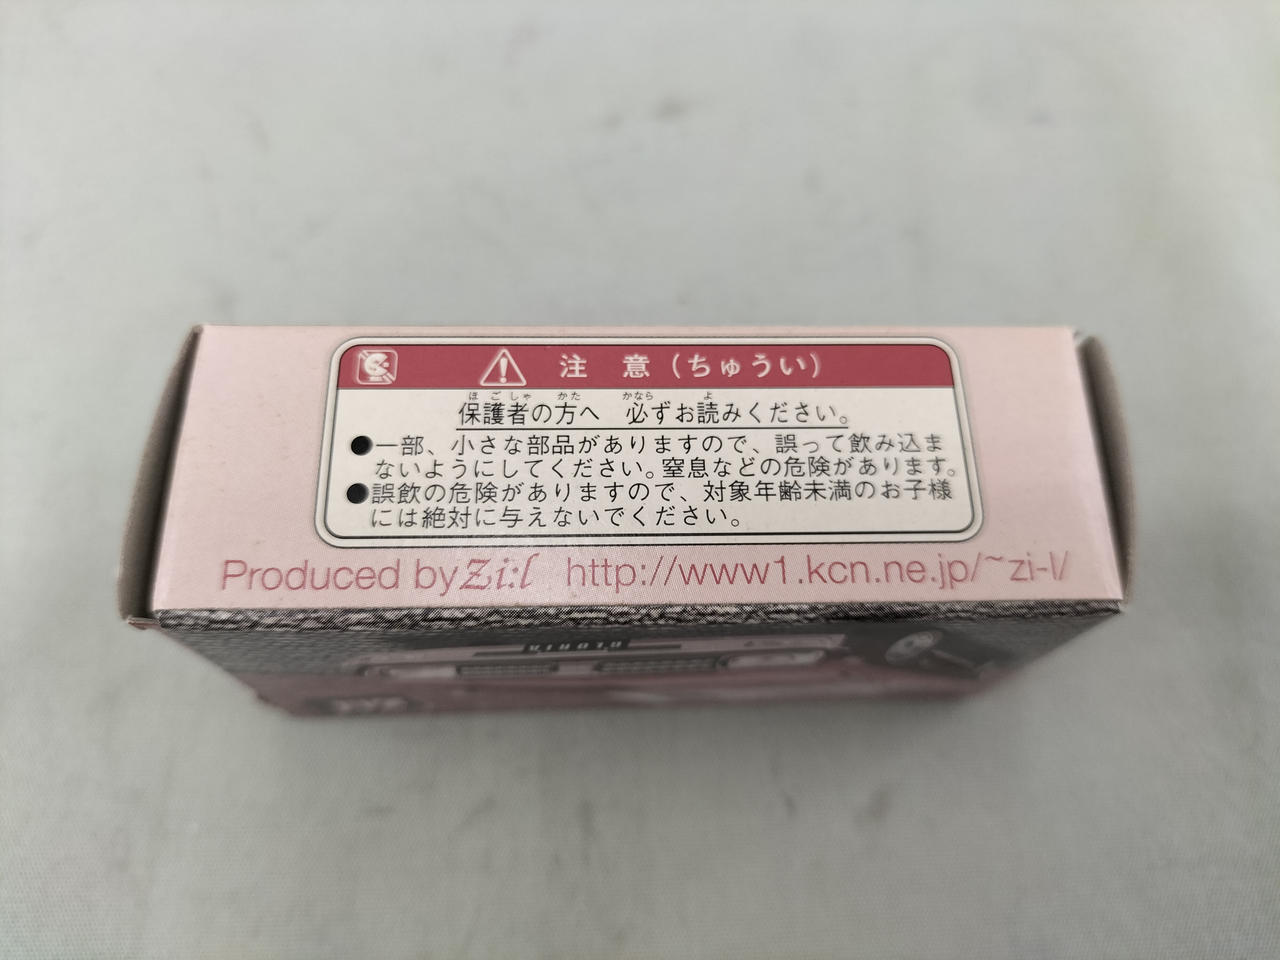 注 意（ちゅうい）
ほごしゃ かた かなら よ
保護者の方へ 必ずお読みください。
●一部、小さな部品がありますので、誤って飲み込ま
ないようにしてください。窒息などの危険があります。
●誤飲の危険がありますので、対象年齢未満のお子様
には絶対に与えないでください。
Produced by Zi:l http://www1.kcn.ne.jp/~zi-l/